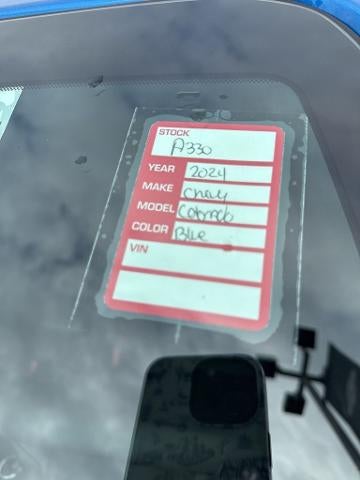 STOCK
A330
YEAR 2024
MAKE Chevy
MODEL Colorado
COLOR Blue
VIN